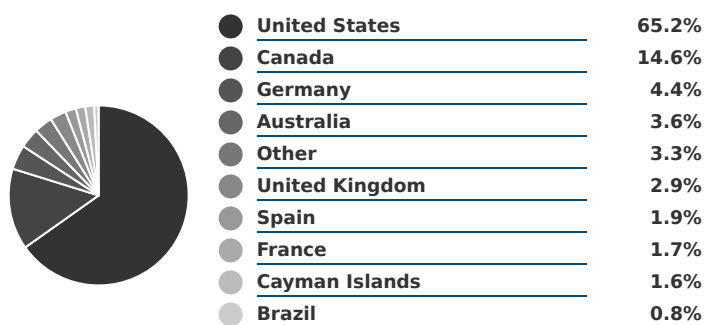 United States 65.2%
Canada 14.6%
Germany 4.4%
Australia 3.6%
Other 3.3%
United Kingdom 2.9%
Spain 1.9%
France 1.7%
Cayman Islands 1.6%
Brazil 0.8%